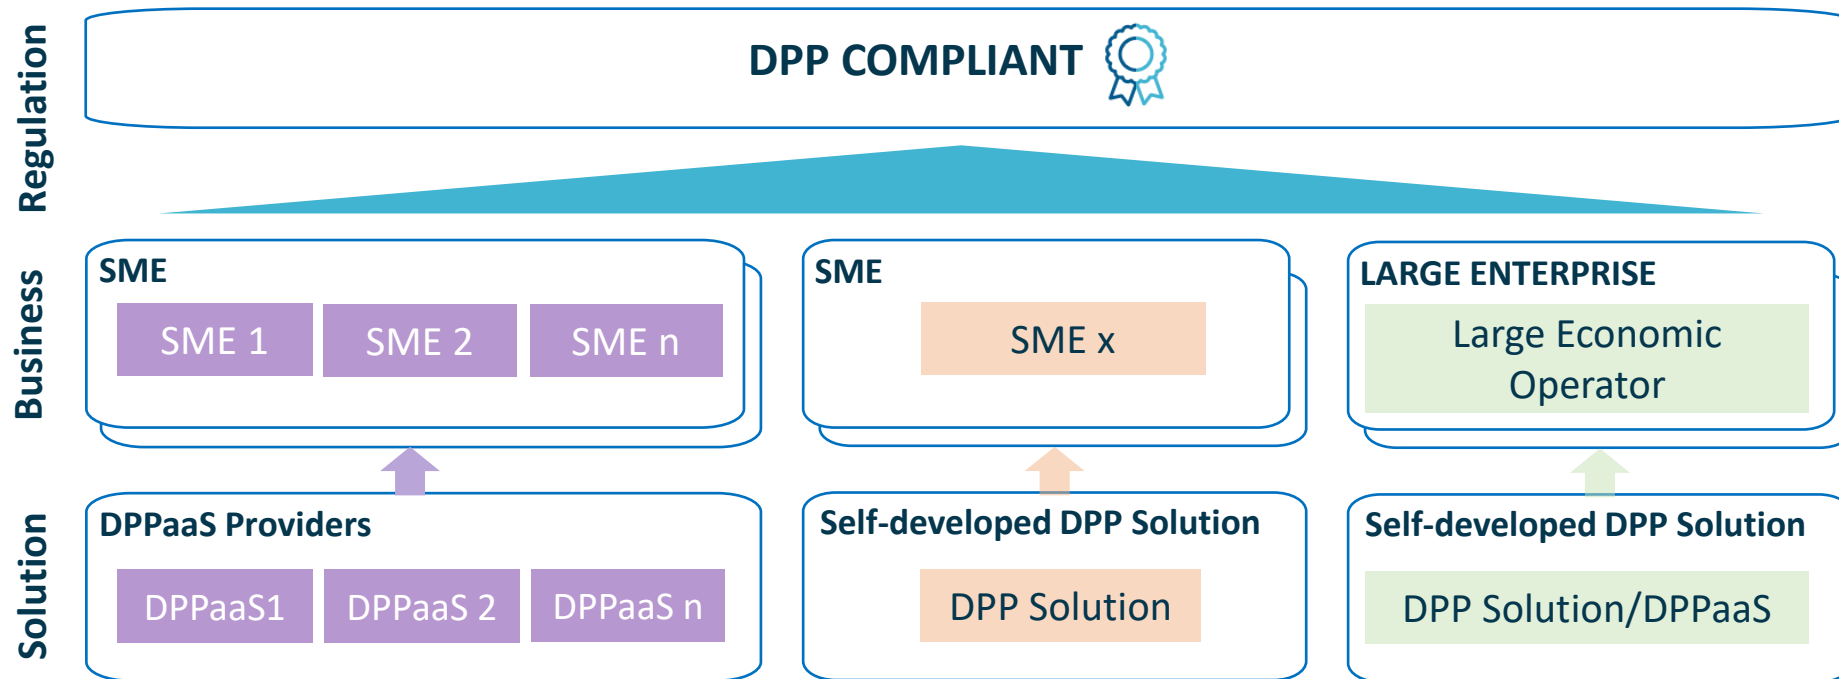 Regulation
DPP COMPLIANT
Business
SME
SME 1
SME 2
SME n
SME
SME x
LARGE ENTERPRISE
Large Economic
Operator
Solution
DPPaaS Providers
DPPaaS1
DPPaaS 2
DPPaaS n
Self-developed DPP Solution
DPP Solution
Self-developed DPP Solution
DPP Solution/DPPaaS